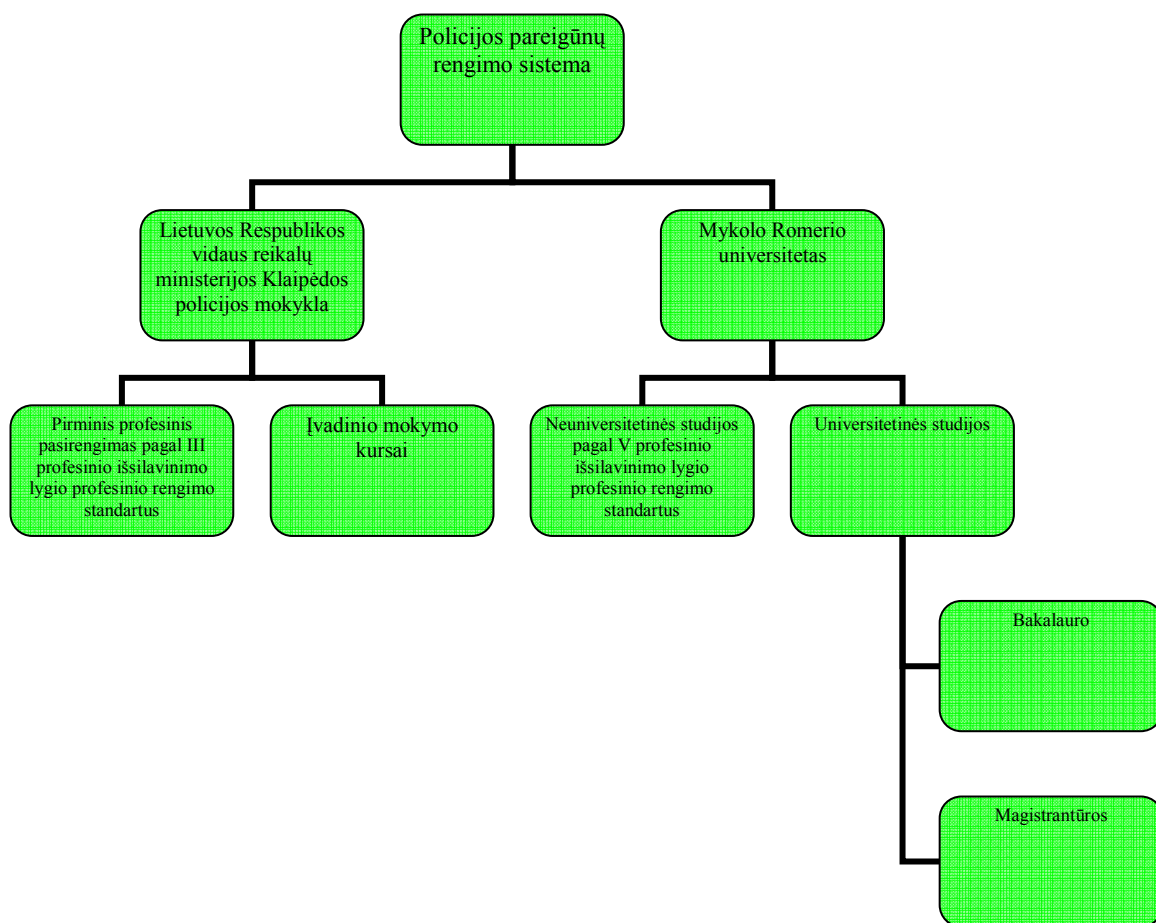 Policijos pareigūnų
rengimo sistema
Lietuvos Respublikos
vidaus reikalų
ministerijos Klaipėdos
policijos mokykla
Mykolo Romerio
universitetas
Pirminis profesinis
pasirengimas pagal III
profesinio išsilavinimo
lygio profesinio rengimo
standartus
Įvadinio mokymo
kursai
Neuniversitetinės studijos
pagal V profesinio
išsilavinimo lygio
profesinio rengimo
standartus
Universitetinės studijos
Bakalauro
Magistrantūros